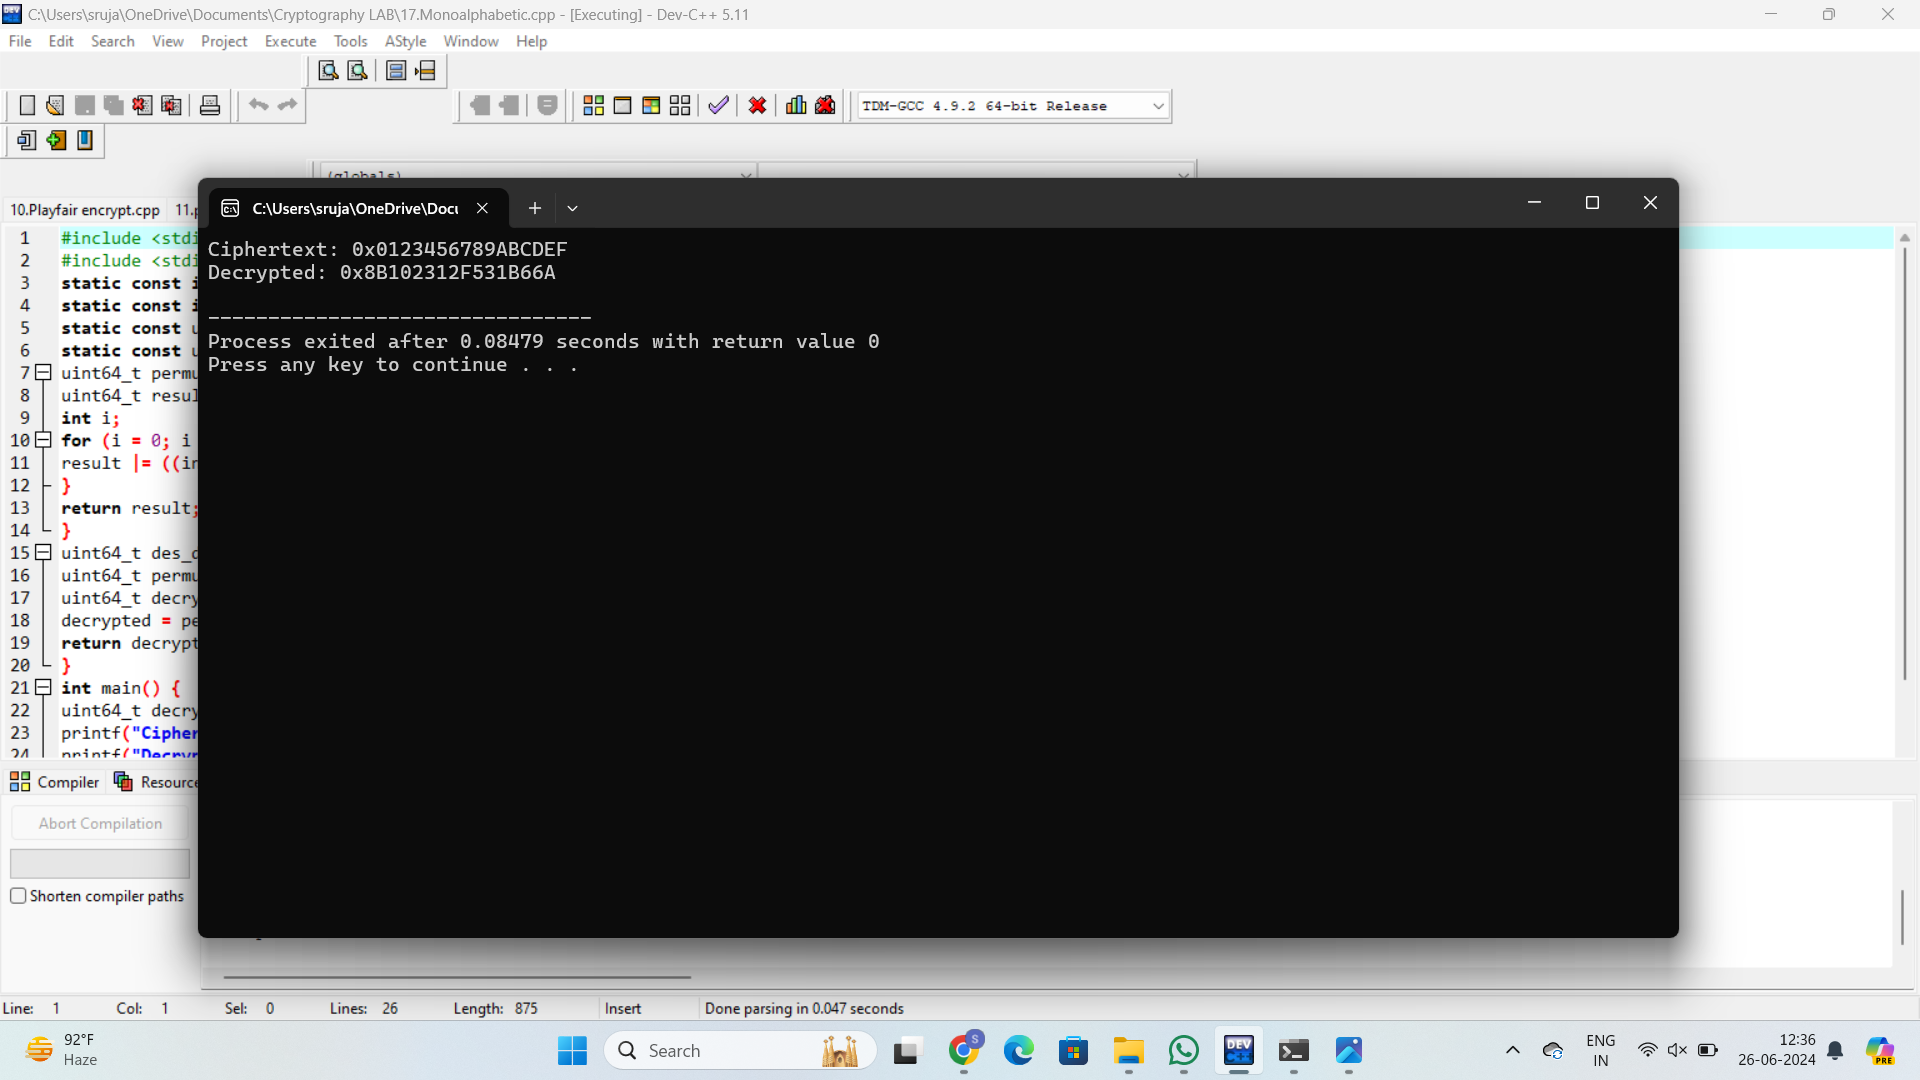 C:\Users\sruja\OneDrive\Documents\Cryptography LAB\17.Monoalphabetic.cpp - [Executing] - Dev-C++ 5.11
File Edit Search View Project Execute Tools AStyle Window Help
TDM-GCC 4.9.2 64-bit Release
(globals)
10.Playfair encrypt.cpp 11.
C:\Users\sruja\OneDrive\Docu
Ciphertext: 0x0123456789ABCDEF
Decrypted: 0x8B102312F531B66A
--------------------------------
Process exited after 0.08479 seconds with return value 0
Press any key to continue . . .
1 #include <stdi
2 #include <stdi
3 static const i
4 static const i
5 static const u
6 static const u
7 uint64_t permu
8 uint64_t resul
9 int i;
10 for (i = 0; i
11 result |= ((in
12 }
13 return result;
14 }
15 uint64_t des_d
16 uint64_t permu
17 uint64_t decry
18 decrypted = pe
19 return decrypt
20 }
21 int main() {
22 uint64_t decry
23 printf("Cipher
24 printf("Decryp
Compiler Resource
Abort Compilation
Shorten compiler paths
Line: 1 Col: 1 Sel: 0 Lines: 26 Length: 875 Insert Done parsing in 0.047 seconds
92°F
Haze
Search
S
DEV
C++
ENG
IN
12:36
26-06-2024
PRE